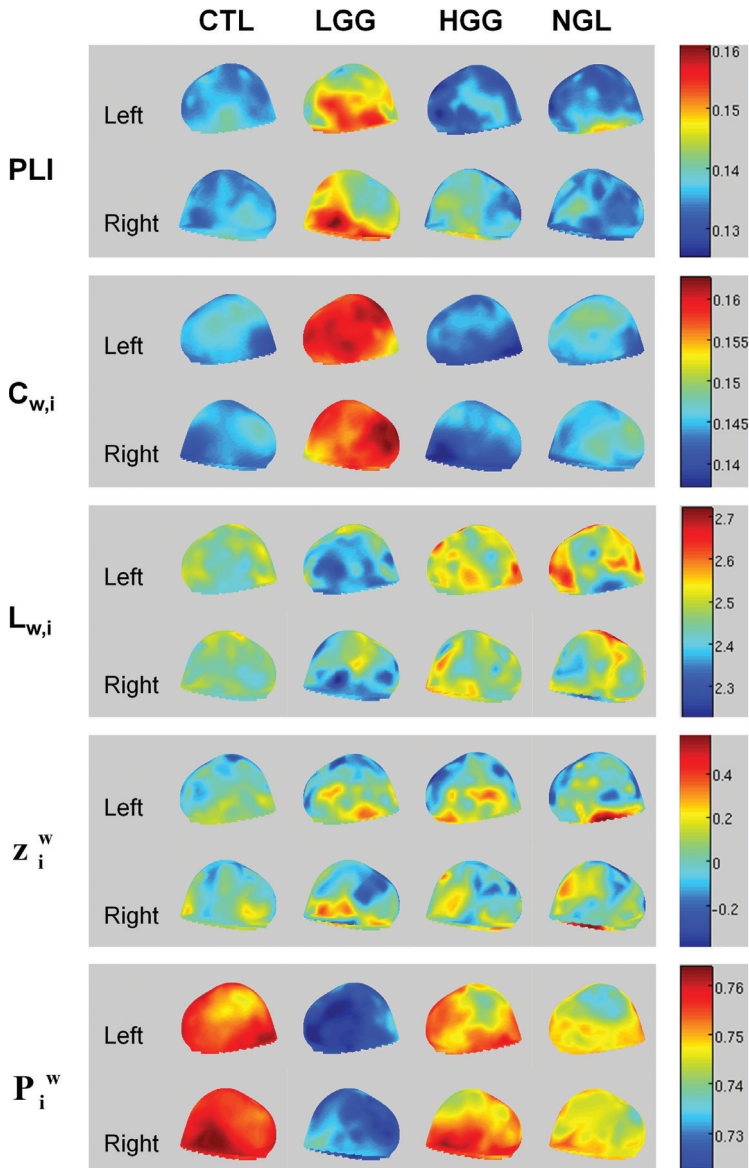 CTL LGG HGG NGL
PLI
Left
Right
0.16
0.15
0.14
0.13
C w,i
Left
Right
0.16
0.15
0.145
0.14
L w,i
Left
Right
2.7
2.6
2.5
2.4
2.3
z i w
Left
Right
0.4
0.2
0
-0.2
P i w
Left
Right
0.76
0.75
0.74
0.73